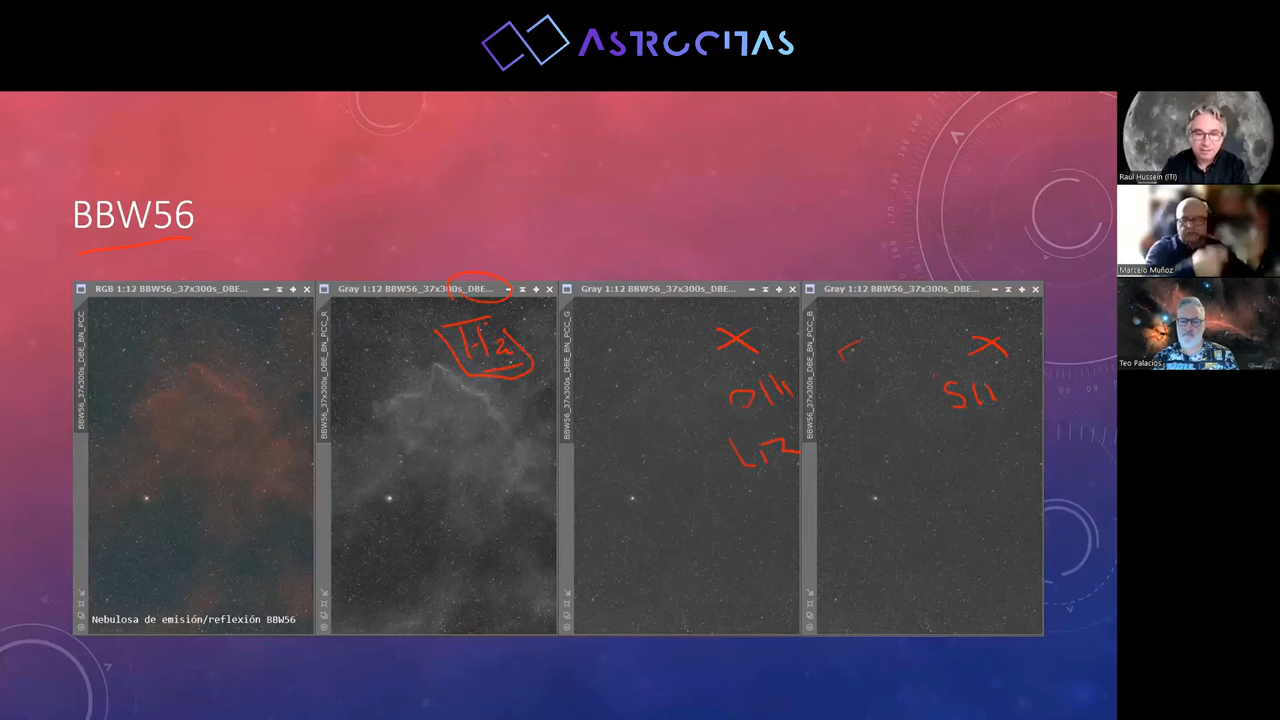 ASTROCITAS
BBW56
RGB 1:12 BBW56_37x300s_DBE...
Gray 1:12 BBW56_37x300s_DBE...
Gray 1:12 BBW56_37x300s_DBE...
Gray 1:12 BBW56_37x300s_DBE...
BBW56_37x300s_DBE_BN_PCC
BBW56_37x300s_DBE_BN_PCC_R
BBW56_37x300s_DBE_BN_PCC_G
BBW56_37x300s_DBE_BN_PCC_B
X
X
OIII
SII
Nebulosa de emisión/reflexión BBW56
Raúl Hussein (ITI)
Marcelo Muñoz
Teo Palacios